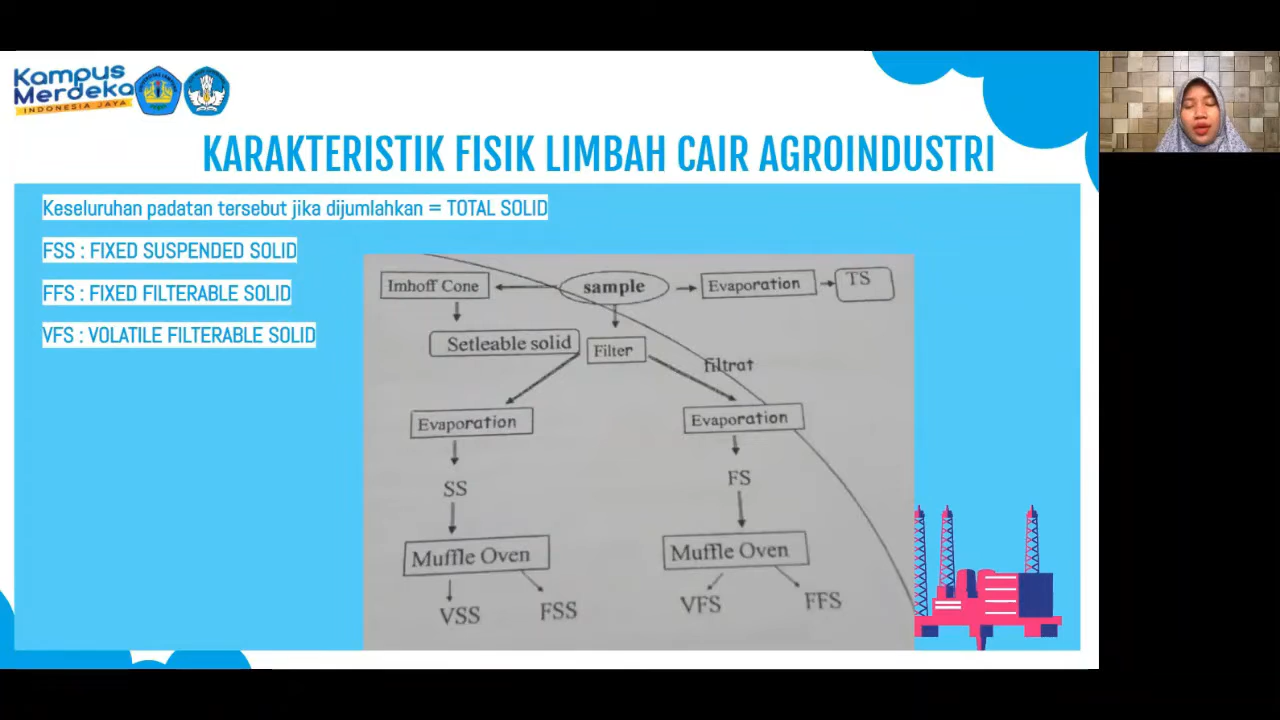 Kampus
Merdeka
INDONESIA JAYA
KARAKTERISTIK FISIK LIMBAH CAIR AGROINDUSTRI
Keseluruhan padatan tersebut jika dijumlahkan = TOTAL SOLID
FSS : FIXED SUSPENDED SOLID
FFS : FIXED FILTERABLE SOLID
VFS : VOLATILE FILTERABLE SOLID
Imhoff Cone
sample
Evaporation
TS
Setleable solid
Filter
filtrat
Evaporation
Evaporation
SS
FS
Muffle Oven
Muffle Oven
VSS
FSS
VFS
FFS